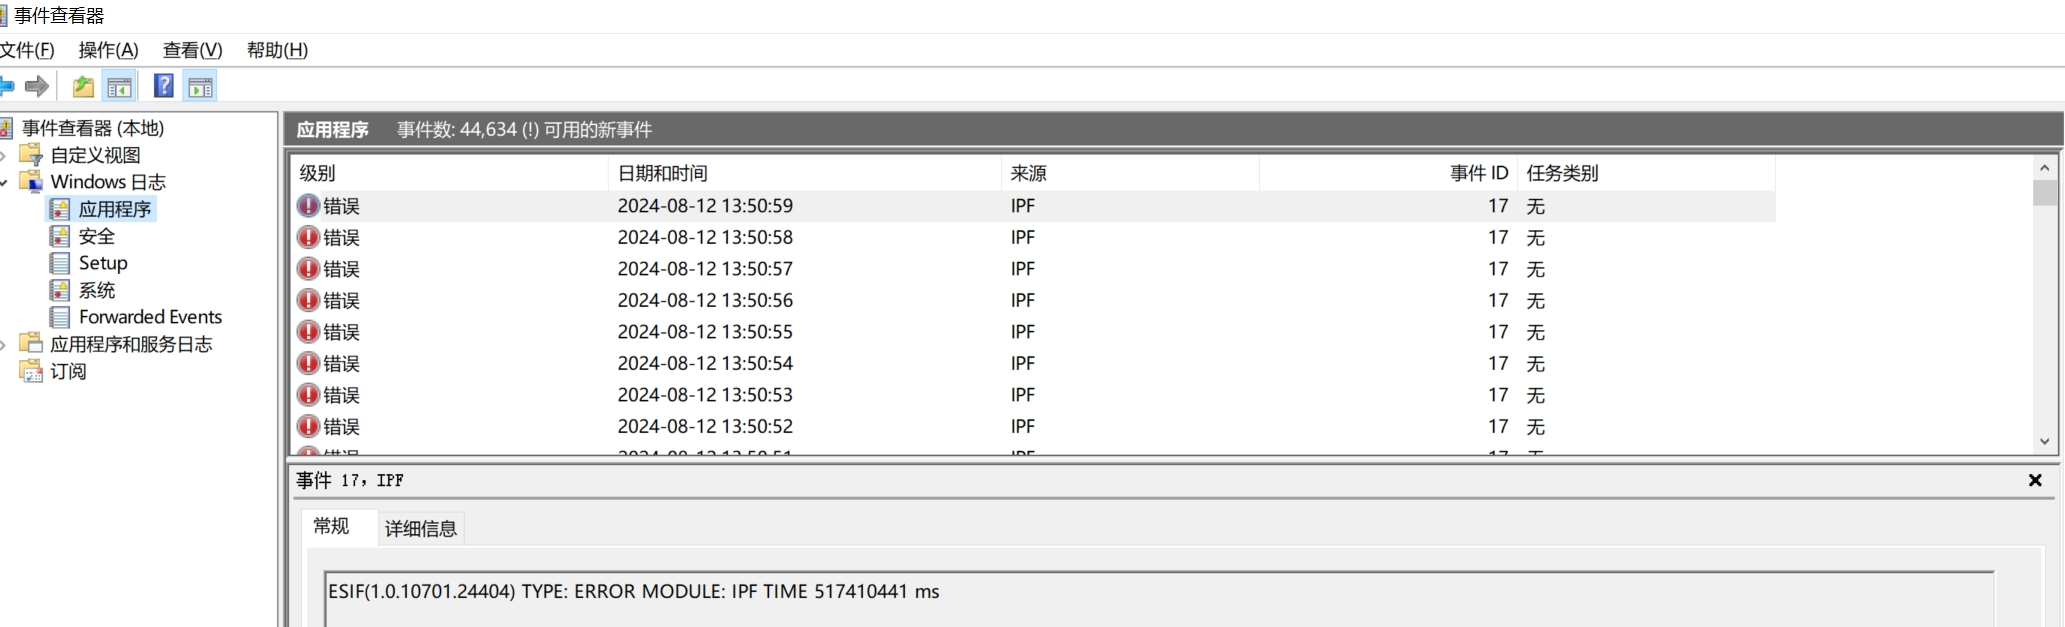 事件查看器
文件(F) 操作(A) 查看(V) 帮助(H)
事件查看器 (本地)
自定义视图
Windows 日志
应用程序
安全
Setup
系统
Forwarded Events
应用程序和服务日志
订阅
应用程序 事件数: 44,634 (!) 可用的新事件
级别 日期和时间 来源 事件 ID 任务类别
错误 2024-08-12 13:50:59 IPF 17 无
错误 2024-08-12 13:50:58 IPF 17 无
错误 2024-08-12 13:50:57 IPF 17 无
错误 2024-08-12 13:50:56 IPF 17 无
错误 2024-08-12 13:50:55 IPF 17 无
错误 2024-08-12 13:50:54 IPF 17 无
错误 2024-08-12 13:50:53 IPF 17 无
错误 2024-08-12 13:50:52 IPF 17 无
事件 17，IPF
常规 详细信息
ESIF(1.0.10701.24404) TYPE: ERROR MODULE: IPF TIME 517410441 ms